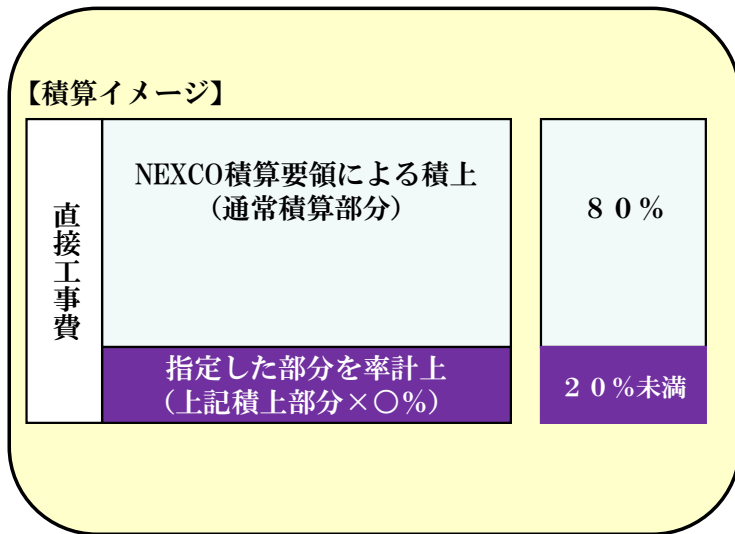 【積算イメージ】
直接工事費
NEXCO積算要領による積上
(通常積算部分)
８０%
指定した部分を率計上
(上記積上部分×○%)
２０%未満